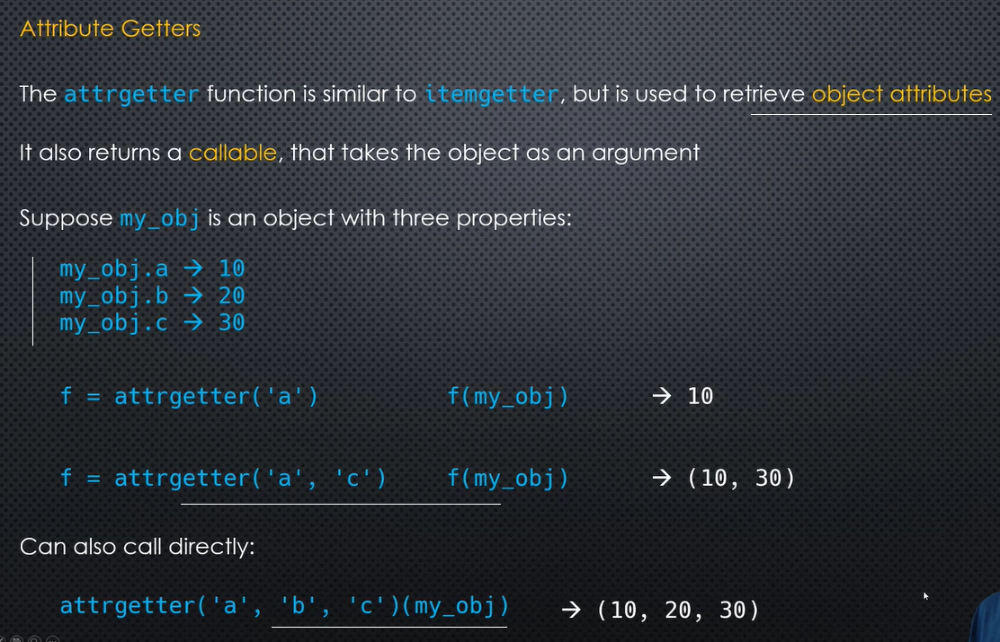 Attribute Getters
The attrgetter function is similar to itemgetter, but is used to retrieve object attributes
It also returns a callable, that takes the object as an argument
Suppose my_obj is an object with three properties:
my_obj.a → 10
my_obj.b → 20
my_obj.c → 30
f = attrgetter('a') f(my_obj) → 10
f = attrgetter('a', 'c') f(my_obj) → (10, 30)
Can also call directly:
attrgetter('a', 'b', 'c')(my_obj) → (10, 20, 30)